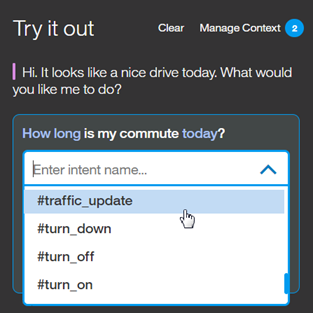 Try it out
Clear
Manage Context
2
Hi. It looks like a nice drive today. What would
you like me to do?
How long is my commute today?
Enter intent name...
#traffic_update
#turn_down
#turn_off
#turn_on